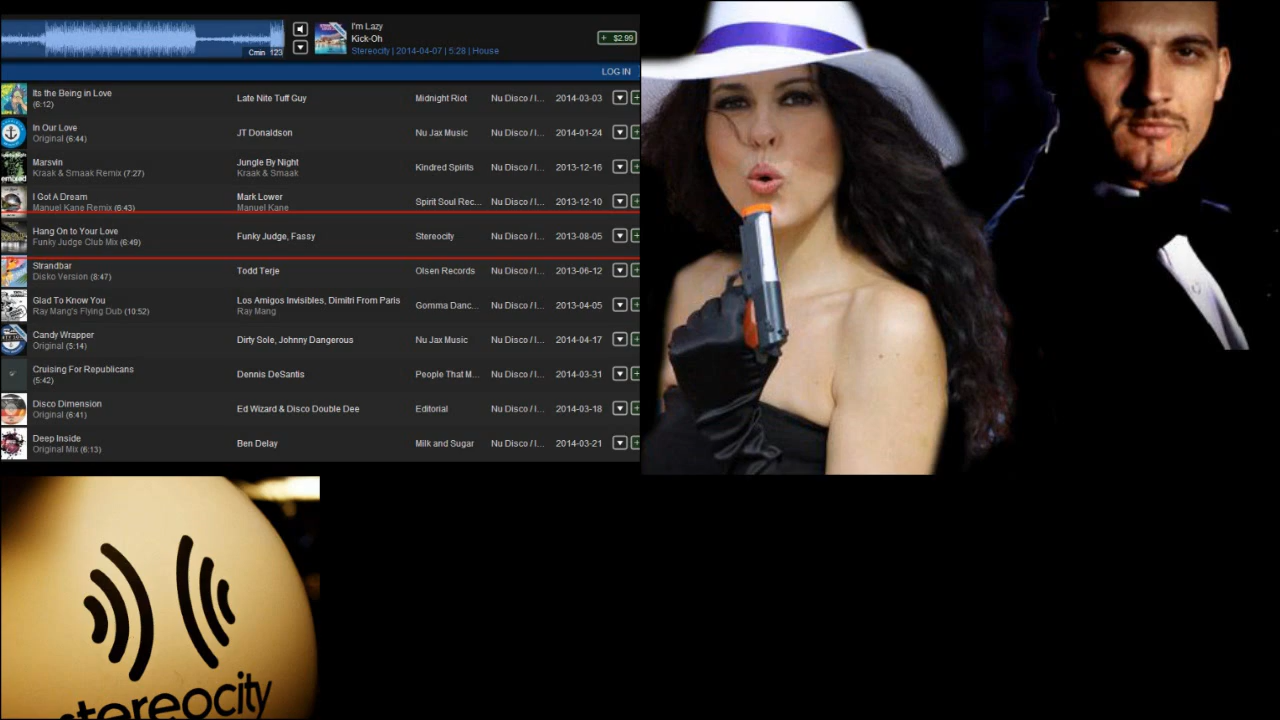 I'm Lazy
Kick-Oh
Stereocity | 2014-04-07 | 5:28 | House
Cmin 123
+ $2.99
LOG IN
Its the Being in Love
(6:12) Late Nite Tuff Guy Midnight Riot Nu Disco / I... 2014-03-03
In Our Love
Original (6:44) JT Donaldson Nu Jax Music Nu Disco / I... 2014-01-24
Marsvin Jungle By Night
Kraak & Smaak Remix (7:27) Kraak & Smaak Kindred Spirits Nu Disco / I... 2013-12-16
I Got A Dream Mark Lower
Manuel Kane Remix (6:43) Manuel Kane Spirit Soul Rec... Nu Disco / I... 2013-12-10
Hang On to Your Love
Funky Judge Club Mix (6:49) Funky Judge, Fassy Stereocity Nu Disco / I... 2013-08-05
Strandbar
Disko Version (8:47) Todd Terje Olsen Records Nu Disco / I... 2013-06-12
Glad To Know You Los Amigos Invisibles, Dimitri From Paris
Ray Mang's Flying Dub (10:52) Ray Mang Gomma Danc... Nu Disco / I... 2013-04-05
Candy Wrapper
Original (5:14) Dirty Sole, Johnny Dangerous Nu Jax Music Nu Disco / I... 2014-04-17
Cruising For Republicans
(5:42) Dennis DeSantis People That M... Nu Disco / I... 2014-03-31
Disco Dimension
Original (6:41) Ed Wizard & Disco Double Dee Editorial Nu Disco / I... 2014-03-18
Deep Inside
Original Mix (6:13) Ben Delay Milk and Sugar Nu Disco / I... 2014-03-21
stereocity